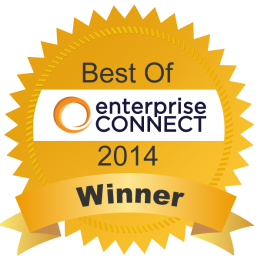 Best Of
enterprise
CONNECT
2014
Winner